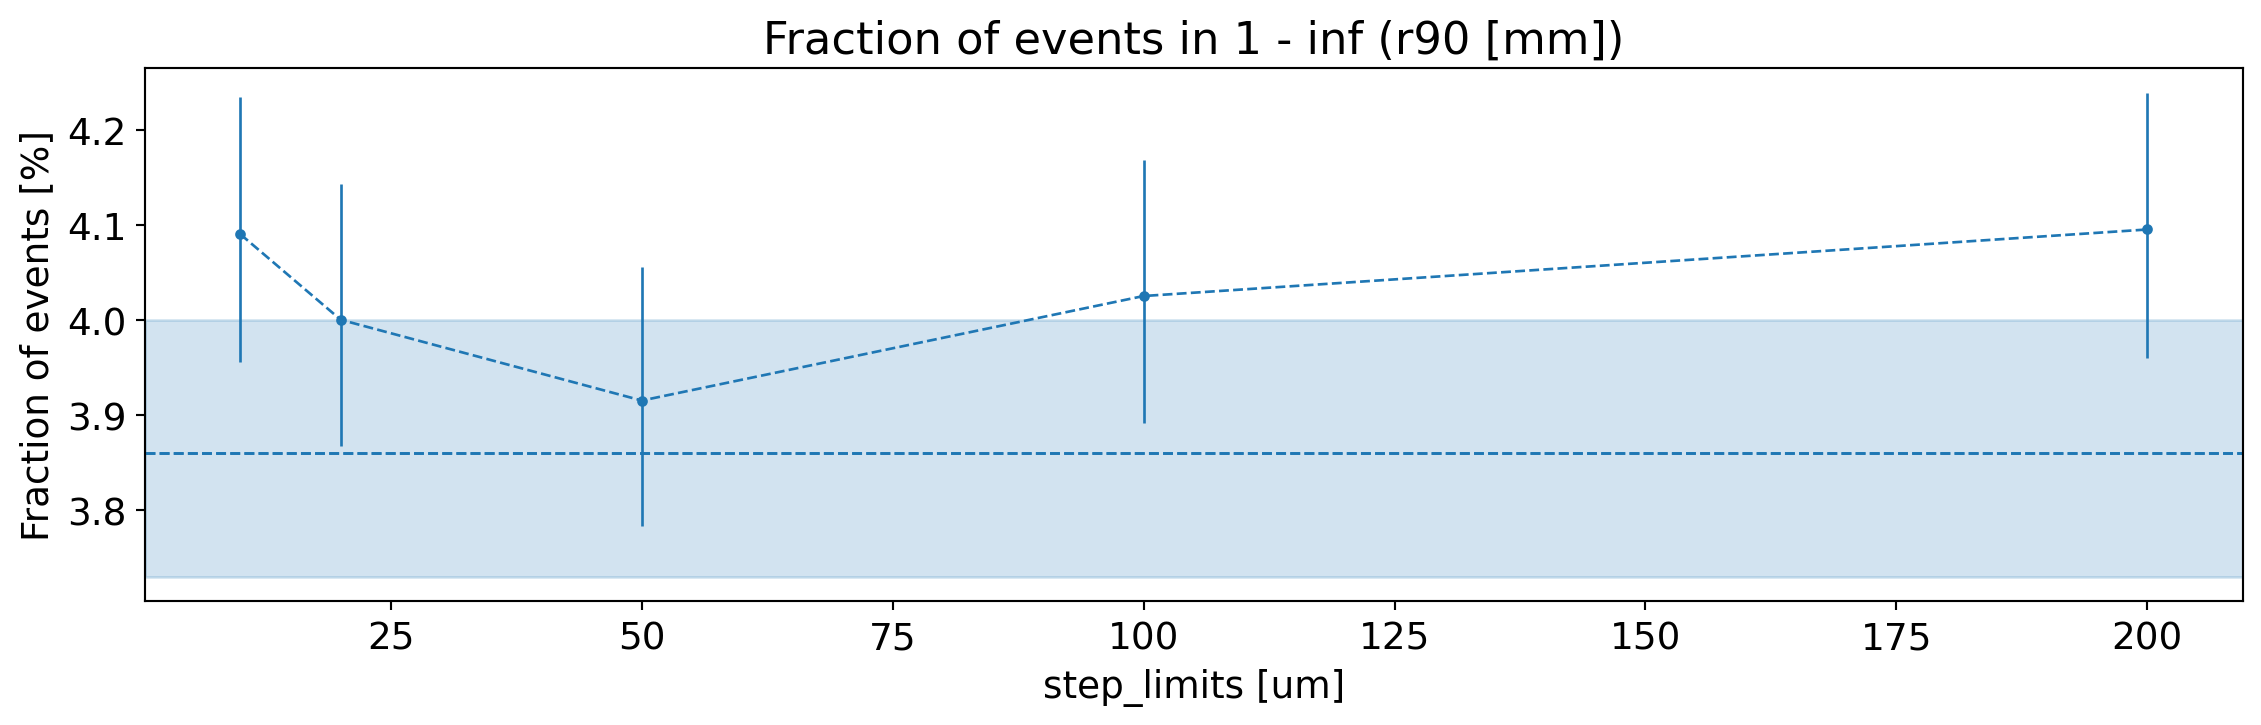 Fraction of events in 1 - inf (r90 [mm])
Fraction of events [%]
4.2
4.1
4.0
3.9
3.8
25 50 75 100 125 150 175 200
step_limits [um]